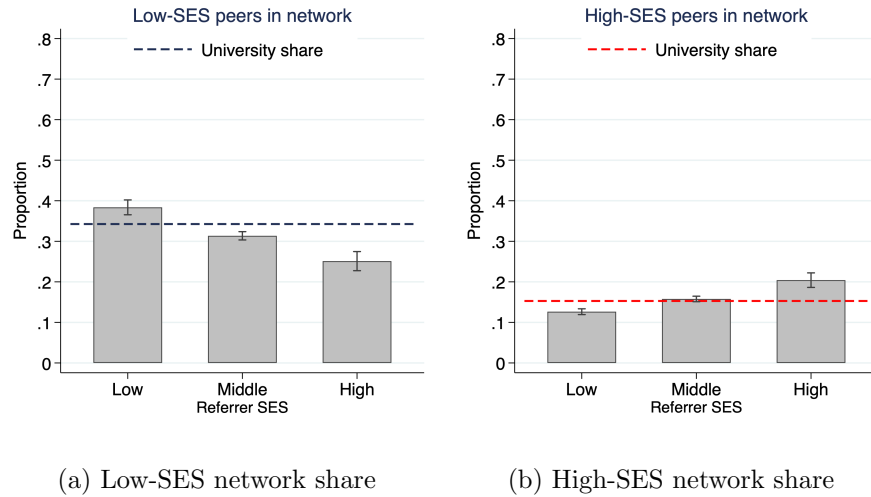 Low-SES peers in network
University share
Proportion
.8
.7
.6
.5
.4
.3
.2
.1
0
Low Middle High
Referrer SES
(a) Low-SES network share
High-SES peers in network
University share
Proportion
.8
.7
.6
.5
.4
.3
.2
.1
0
Low Middle High
Referrer SES
(b) High-SES network share